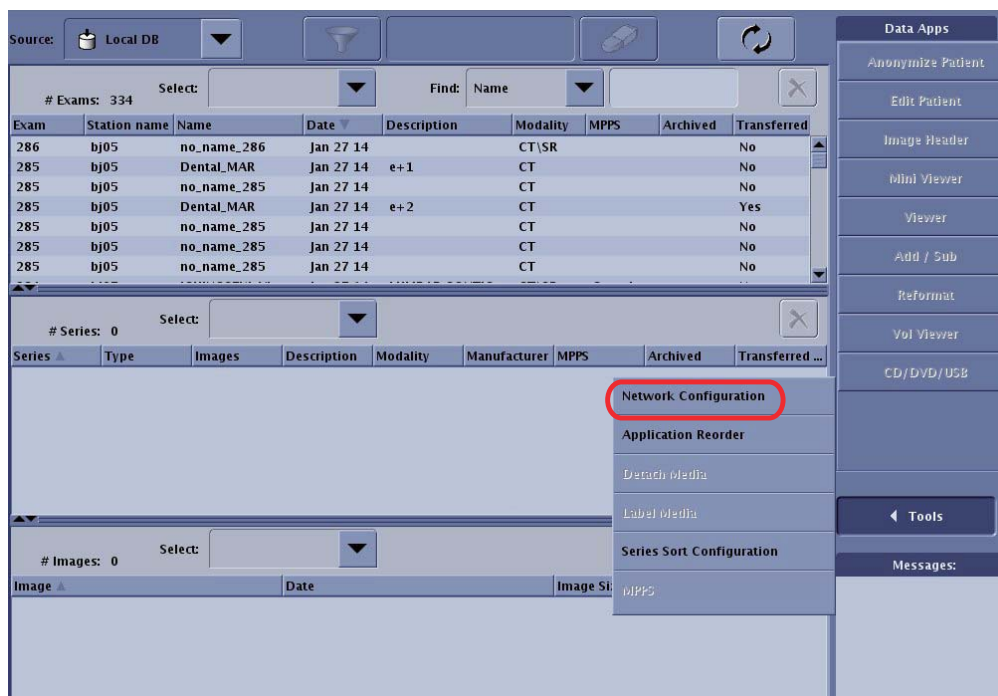 Source: Local DB
Select: Find: Name
# Exams: 334
Exam Station name Name Date Description Modality MPPS Archived Transferred
286 bj05 no_name_286 Jan 27 14 CT\SR No
285 bj05 Dental_MAR Jan 27 14 e+1 CT No
285 bj05 no_name_285 Jan 27 14 CT No
285 bj05 Dental_MAR Jan 27 14 e+2 CT Yes
285 bj05 no_name_285 Jan 27 14 CT No
285 bj05 no_name_285 Jan 27 14 CT No
285 bj05 no_name_285 Jan 27 14 CT No
Select:
# Series: 0
Series Type Images Description Modality Manufacturer MPPS Archived Transferred ...
Network Configuration
Application Reorder
Detach Media
Label Media
Series Sort Configuration
MPPS
Select:
# Images: 0
Image Date Image Si
Data Apps
Anonymize Patient
Edit Patient
Image Header
Mini Viewer
Viewer
Add / Sub
Reformat
Vol Viewer
CD/DVD/USB
Tools
Messages: